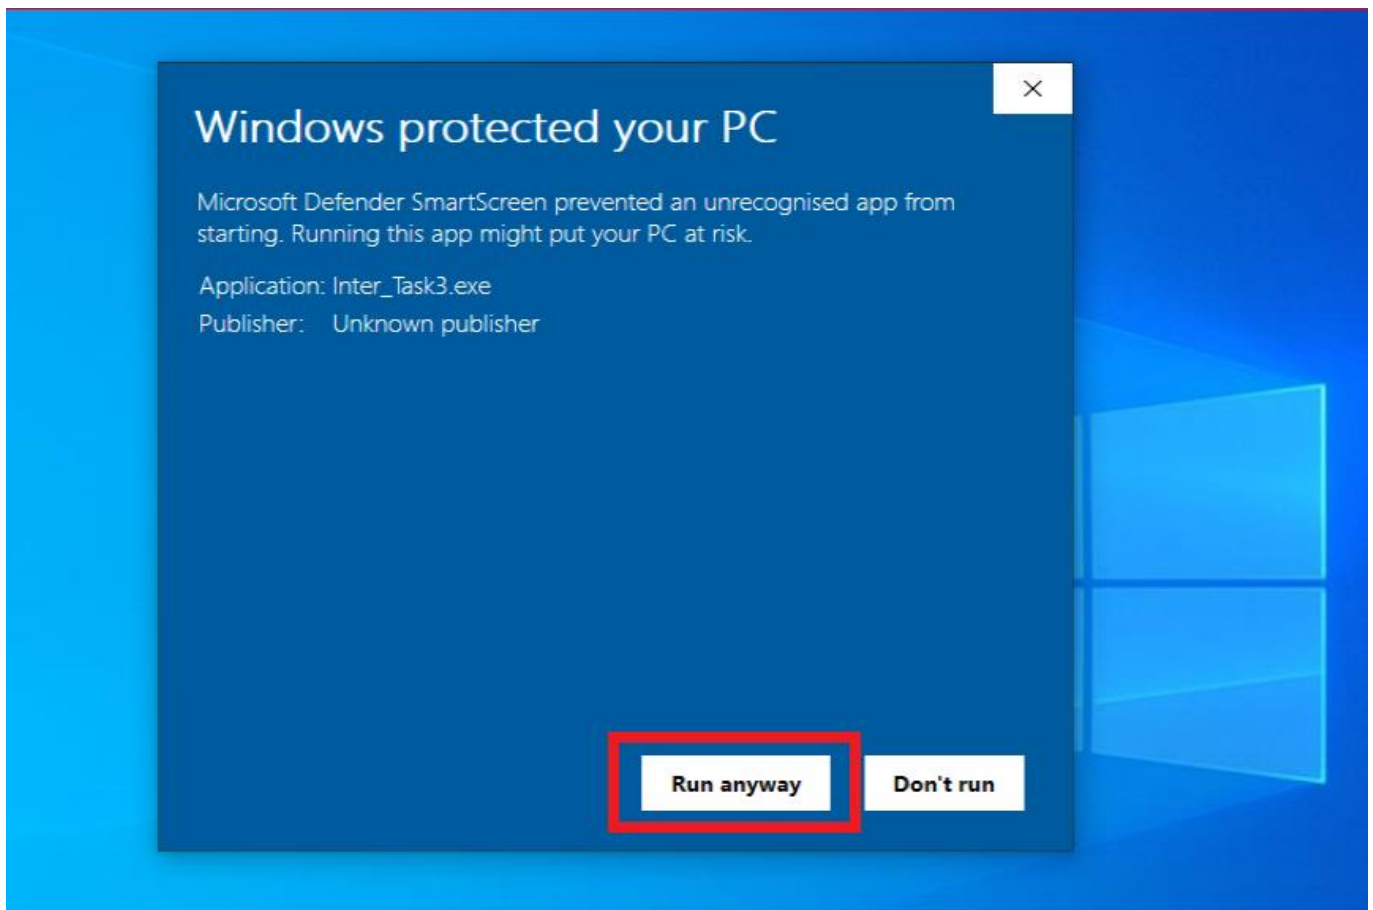 Windows protected your PC
Microsoft Defender SmartScreen prevented an unrecognised app from
starting. Running this app might put your PC at risk.
Application: Inter_Task3.exe
Publisher: Unknown publisher
Run anyway
Don't run